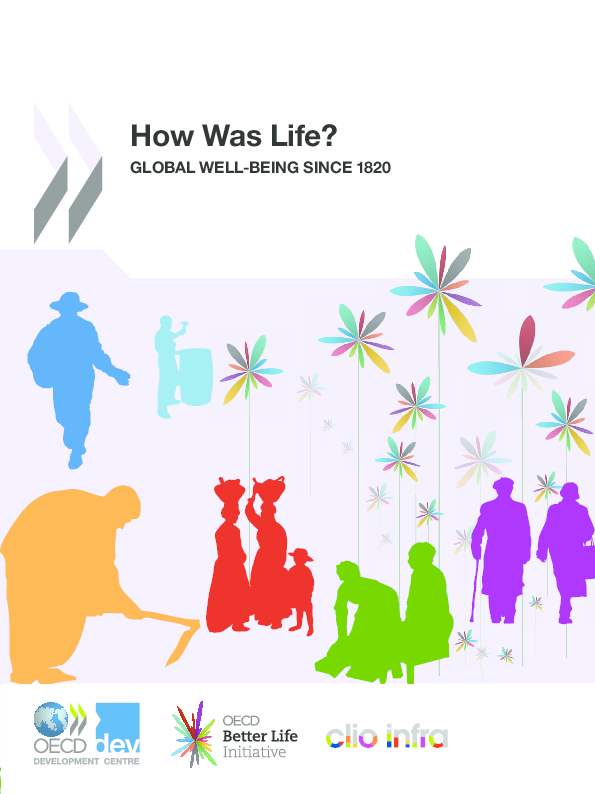 How Was Life?
GLOBAL WELL-BEING SINCE 1820
OECD dev
DEVELOPMENT CENTRE
OECD
Better Life
Initiative
clio infra